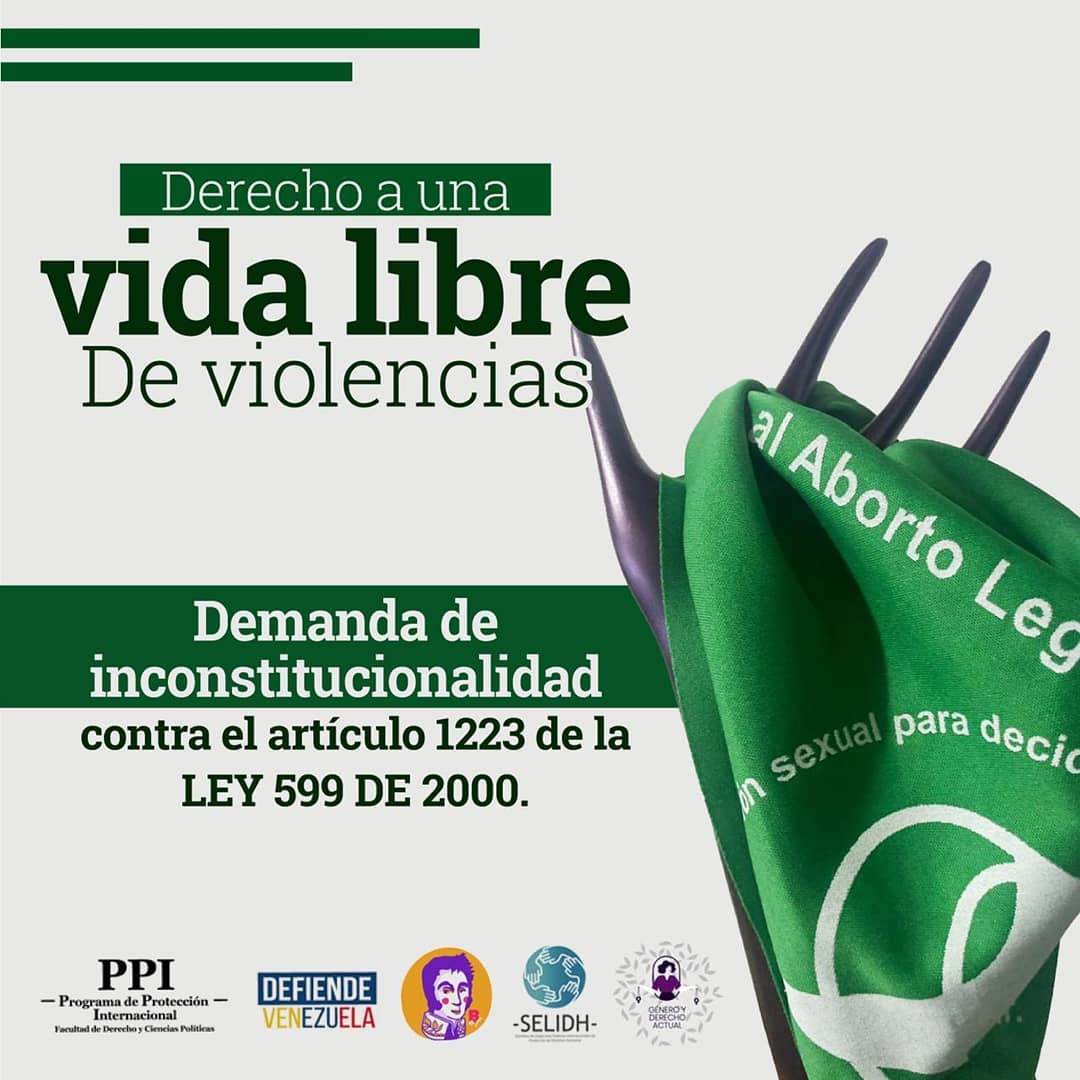 Derecho a una
vida libre
De violencias
al Aborto Leg
sexual para decid
Demanda de
inconstitucionalidad
contra el artículo 1223 de la
LEY 599 DE 2000.
PPI
Programa de Protección
Internacional
Facultad de Derecho y Ciencias Políticas
DEFIENDE
VENEZUELA
-SELIDH-
GÉNERO Y
DERECHO
ACTUAL